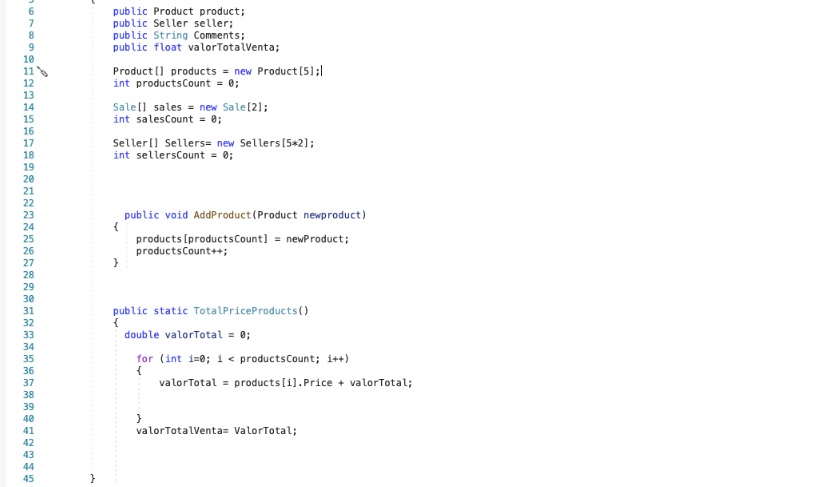 5 {
6 public Product product;
7 public Seller seller;
8 public String Comments;
9 public float valorTotalVenta;
10
11 Product[] products = new Product[5];
12 int productsCount = 0;
13
14 Sale[] sales = new Sale[2];
15 int salesCount = 0;
16
17 Seller[] Sellers= new Sellers[5*2];
18 int sellersCount = 0;
19
20
21
22
23 public void AddProduct(Product newproduct)
24 {
25 products[productsCount] = newProduct;
26 productsCount++;
27 }
28
29
30
31 public static TotalPriceProducts()
32 {
33 double valorTotal = 0;
34
35 for (int i=0; i < productsCount; i++)
36 {
37 valorTotal = products[i].Price + valorTotal;
38
39
40 }
41 valorTotalVenta= ValorTotal;
42
43
44
45 }